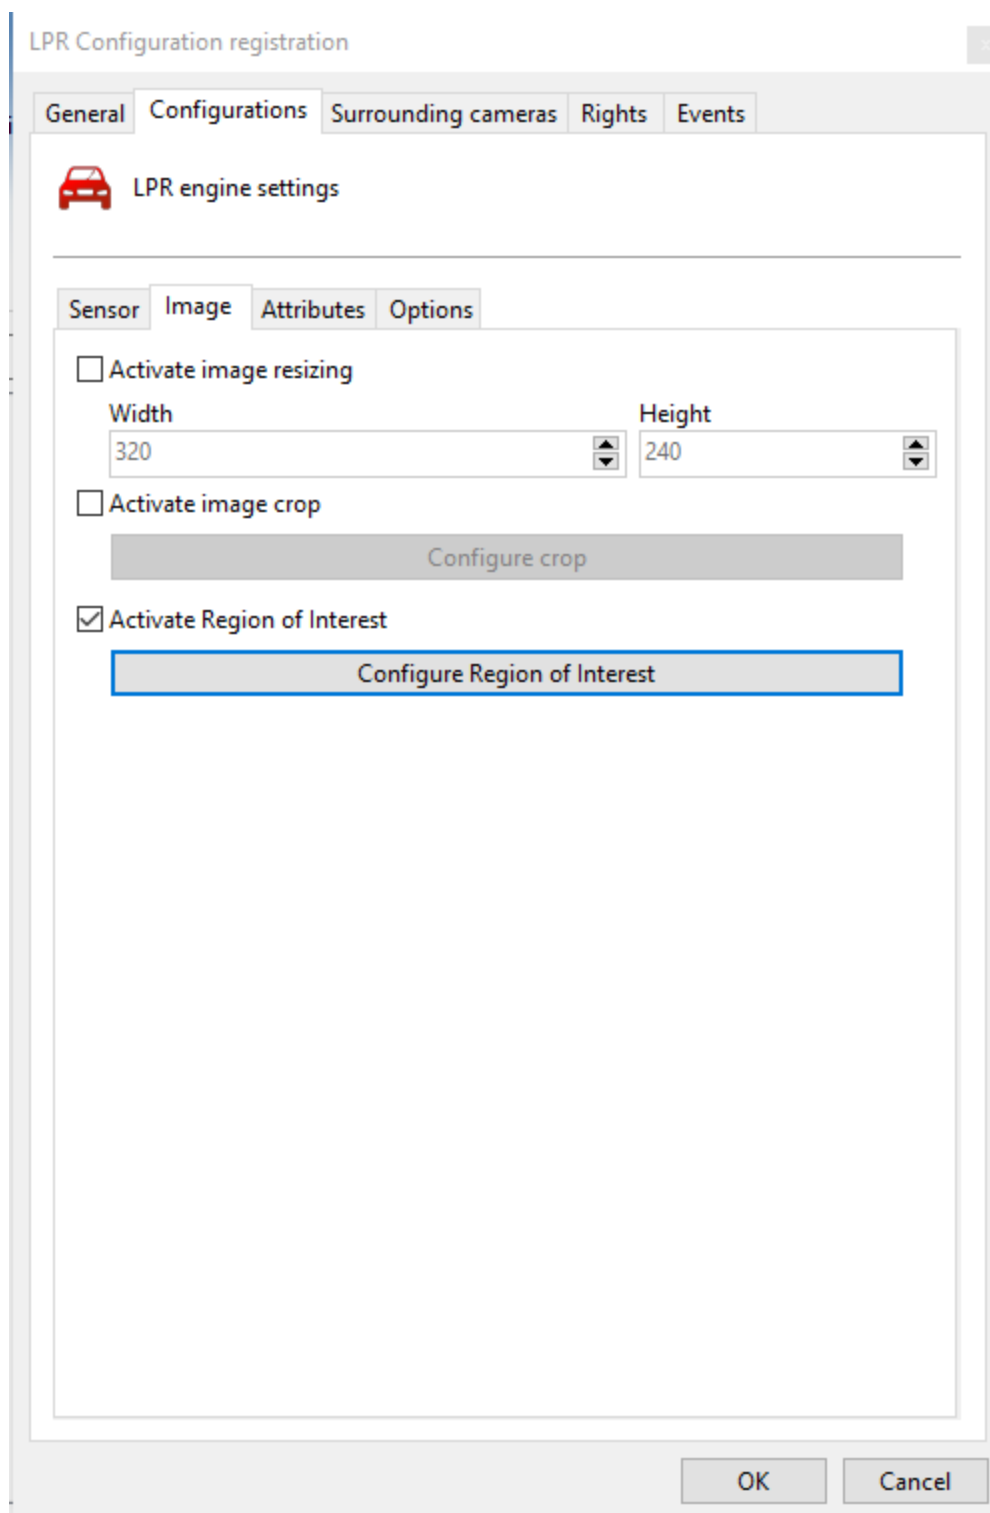 LPR Configuration registration
General Configurations Surrounding cameras Rights Events
LPR engine settings
Sensor Image Attributes Options
Activate image resizing
Width Height
320 240
Activate image crop
Configure crop
Activate Region of Interest
Configure Region of Interest
OK Cancel